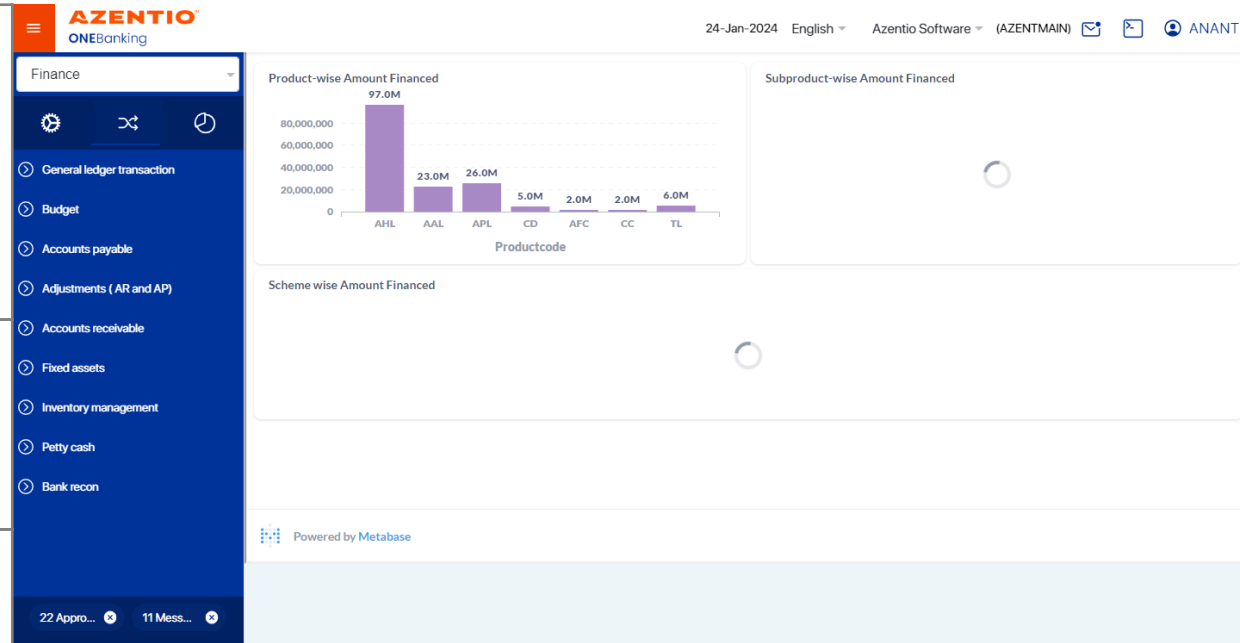 AZENTIO
ONEBanking
24-Jan-2024 English Azentio Software (AZENTMAIN) ANANT
Finance
General ledger transaction
Budget
Accounts payable
Adjustments ( AR and AP)
Accounts receivable
Fixed assets
Inventory management
Petty cash
Bank recon
22 Appro... 11 Mess...
Product-wise Amount Financed
97.0M
80,000,000
60,000,000
40,000,000
20,000,000
0
23.0M 26.0M 5.0M 2.0M 2.0M 6.0M
AHL AAL APL CD AFC CC TL
Productcode
Subproduct-wise Amount Financed
Scheme wise Amount Financed
Powered by Metabase